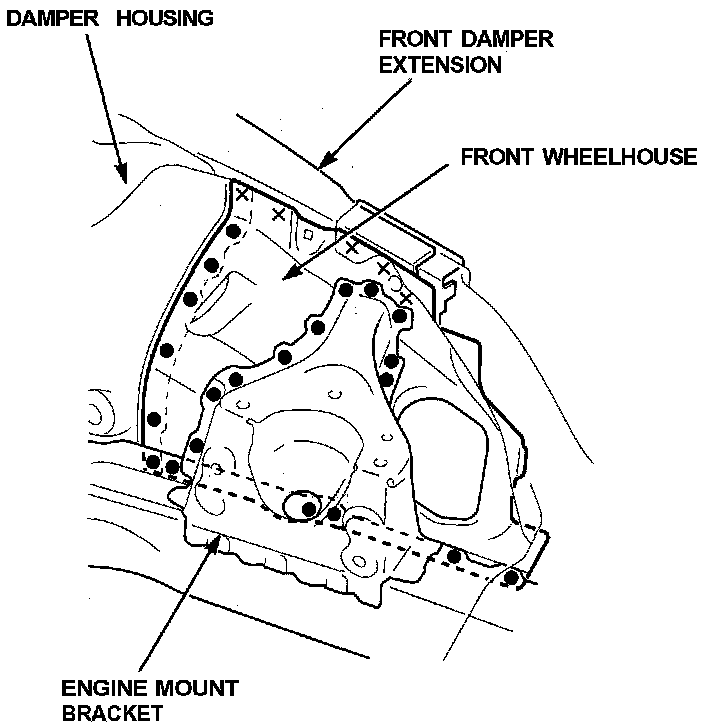 DAMPER HOUSING
FRONT DAMPER
EXTENSION
FRONT WHEELHOUSE
ENGINE MOUNT
BRACKET